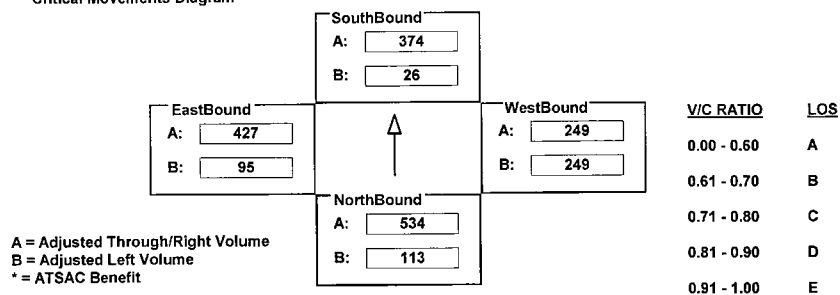 Critical Movements Diagram
SouthBound
A: 374
B: 26
EastBound
A: 427
B: 95
WestBound
A: 249
B: 249
NorthBound
A: 534
B: 113
A = Adjusted Through/Right Volume
B = Adjusted Left Volume
* = ATSAC Benefit
V/C RATIO LOS
0.00 - 0.60 A
0.61 - 0.70 B
0.71 - 0.80 C
0.81 - 0.90 D
0.91 - 1.00 E